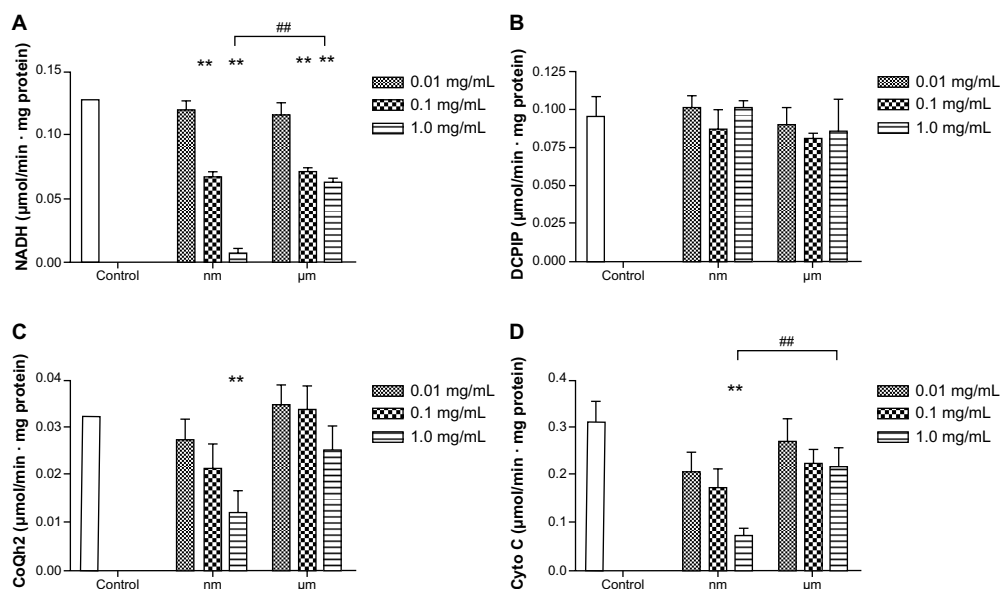 A
##
** ** ** **
NADH (µmol/min · mg protein)
0.15
0.10
0.05
0.00
Control nm µm
0.01 mg/mL
0.1 mg/mL
1.0 mg/mL
B
DCPIP (µmol/min · mg protein)
0.125
0.100
0.075
0.050
0.025
0.000
Control nm µm
0.01 mg/mL
0.1 mg/mL
1.0 mg/mL
C
**
CoQh2 (µmol/min · mg protein)
0.04
0.03
0.02
0.01
0.00
Control nm µm
0.01 mg/mL
0.1 mg/mL
1.0 mg/mL
D
##
**
Cyto C (µmol/min · mg protein)
0.4
0.3
0.2
0.1
0.0
Control nm µm
0.01 mg/mL
0.1 mg/mL
1.0 mg/mL